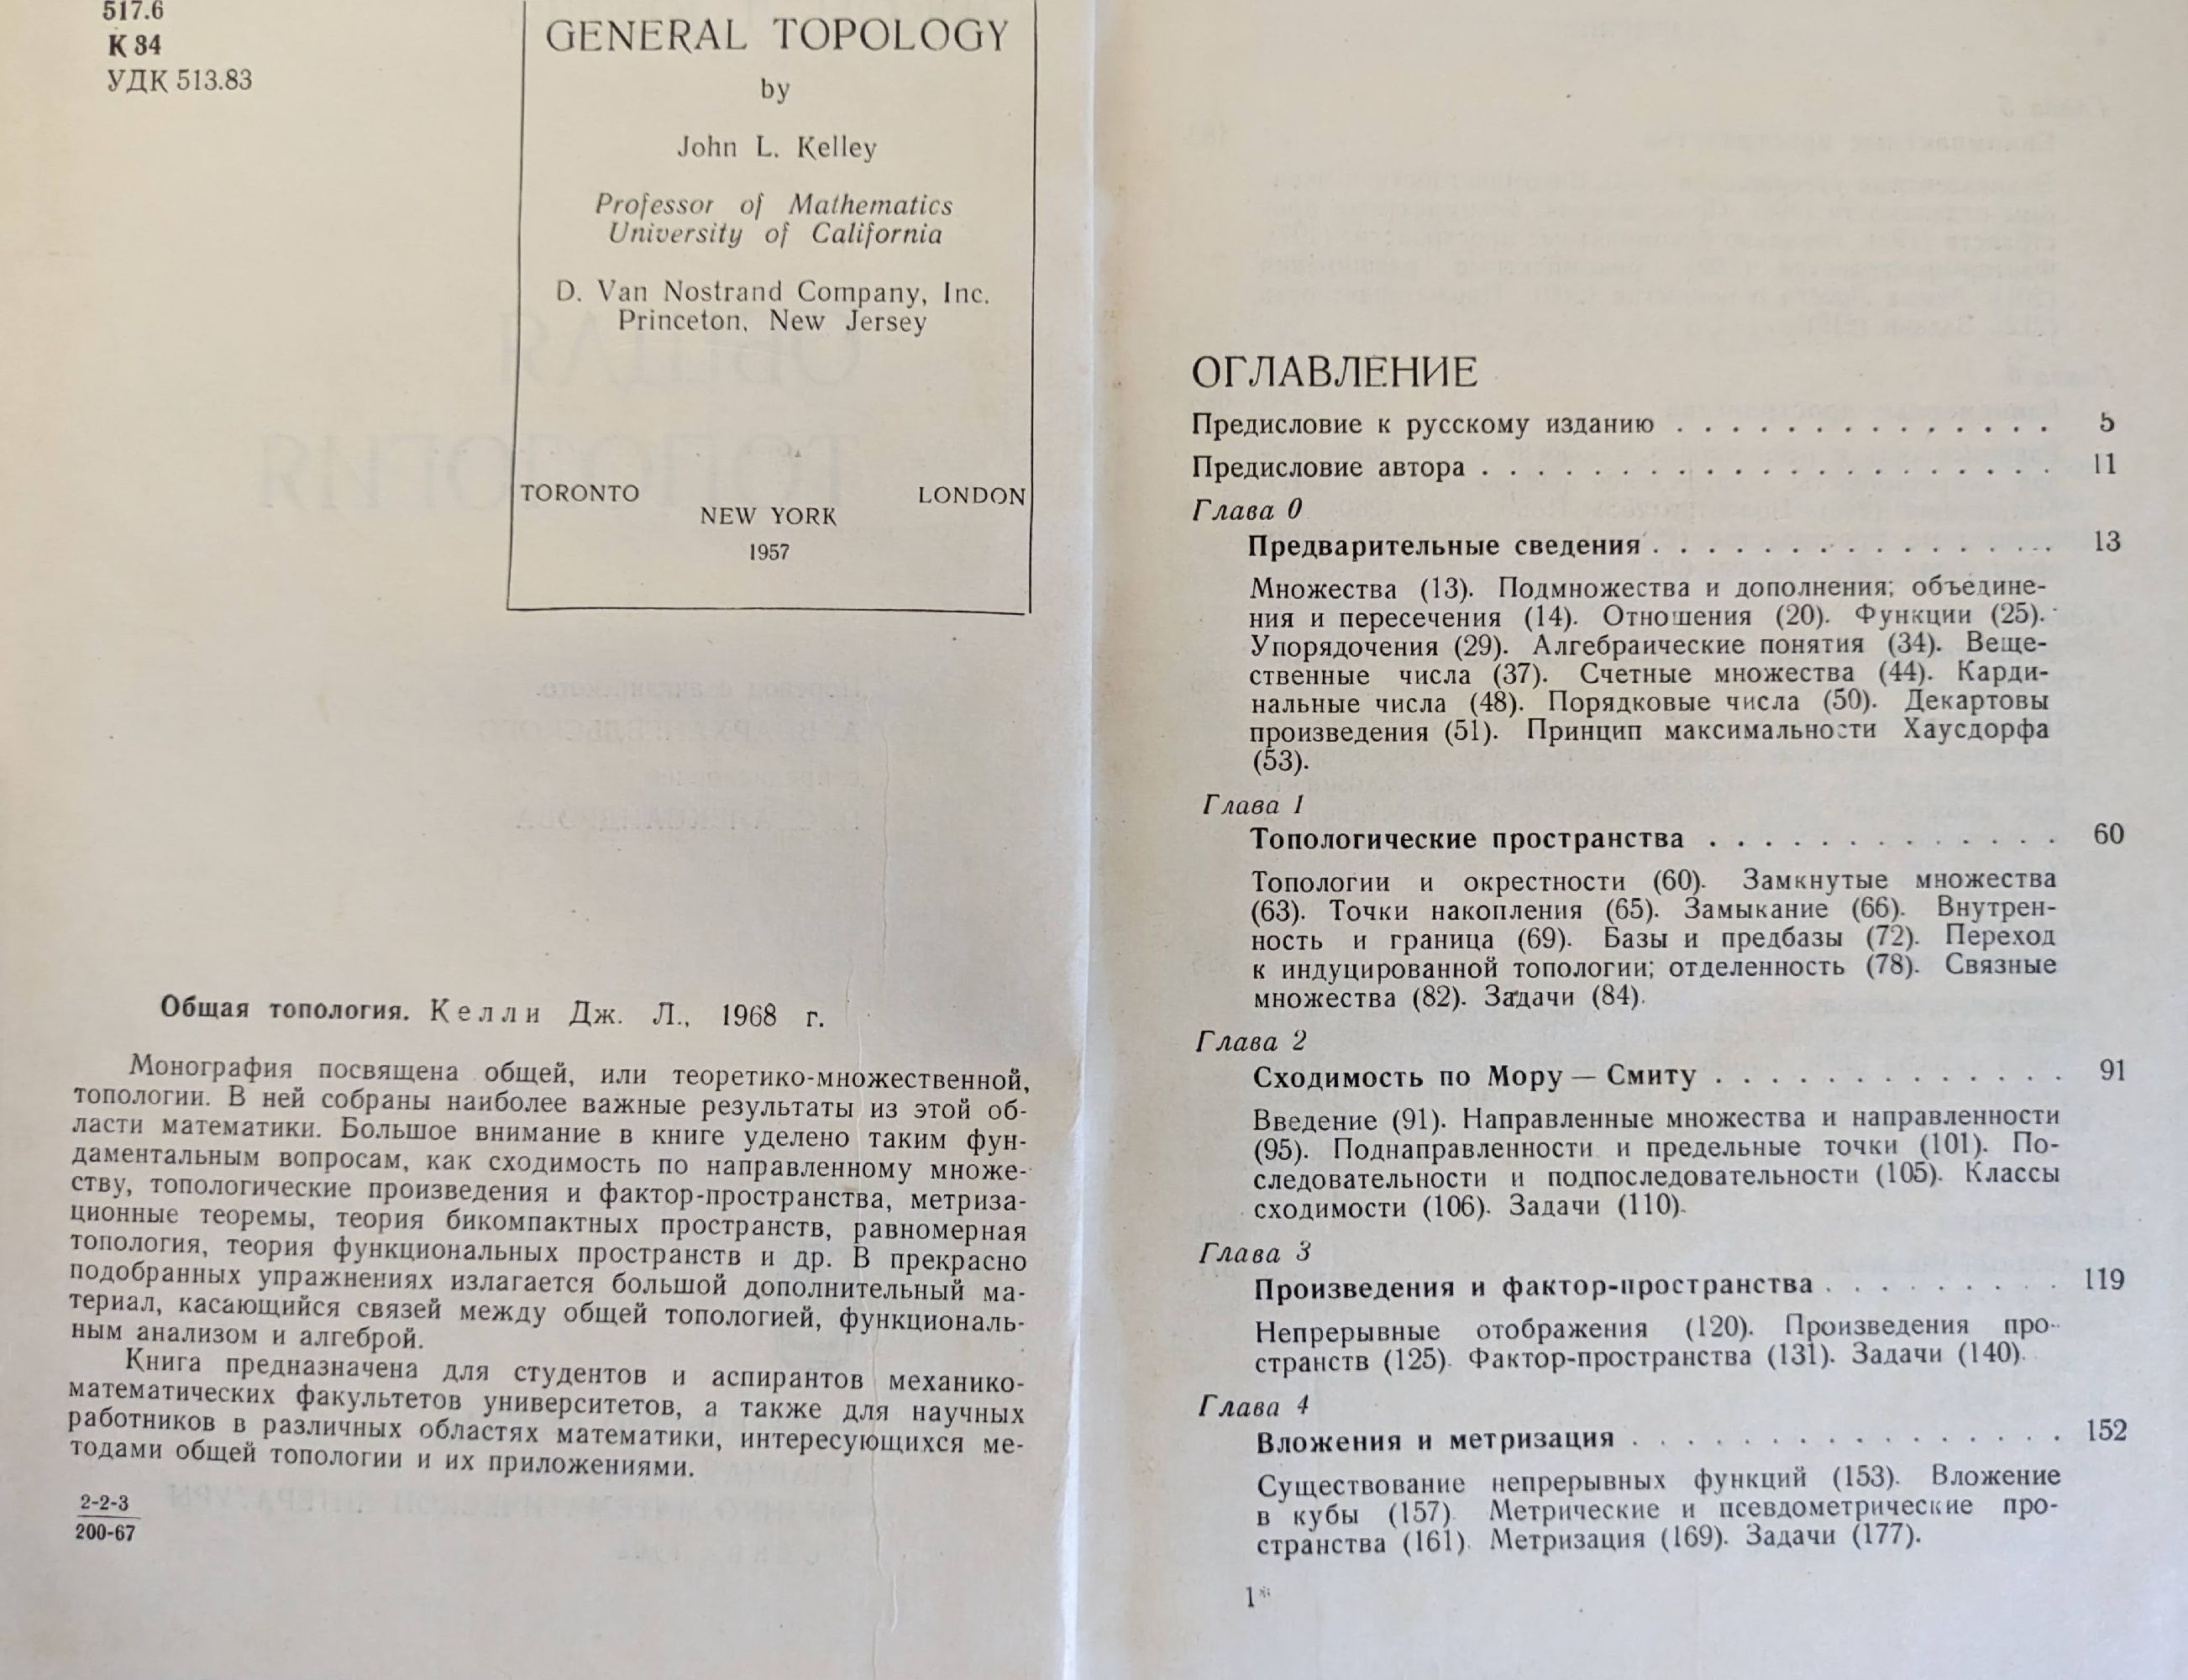 517.6
К 34
УДК 513.83
GENERAL TOPOLOGY
by
John L. Kelley
Professor of Mathematics
University of California
D. Van Nostrand Company, Inc.
Princeton, New Jersey
TORONTO
LONDON
NEW YORK
1957
Общая топология. Келли Дж. Л., 1968 г.
Монография посвящена общей, или теоретико-множественной,
топологии. В ней собраны наиболее важные результаты из этой об-
ласти математики. Большое внимание в книге уделено таким фун-
даментальным вопросам, как сходимость по направленному множе-
ству, топологические произведения и фактор-пространства, метриза-
ционные теоремы, теория бикомпактных пространств, равномерная
топология, теория функциональных пространств и др. В прекрасно
подобранных упражнениях излагается большой дополнительный ма-
териал, касающийся связей между общей топологией, функциональ-
ным анализом и алгеброй.
Книга предназначена для студентов и аспирантов механико-
математических факультетов университетов, а также для научных
работников в различных областях математики, интересующихся ме-
тодами общей топологии и их приложениями.
2-2-3
200-67
ОГЛАВЛЕНИЕ
Предисловие к русскому изданию . . . . . . . . . . . . . . 5
Предисловие автора . . . . . . . . . . . . . . . . . . . . . 11
Глава 0
Предварительные сведения . . . . . . . . . . . . . . . 13
Множества (13). Подмножества и дополнения; объедине-
ния и пересечения (14). Отношения (20). Функции (25).
Упорядочения (29). Алгебраические понятия (34). Веще-
ственные числа (37). Счетные множества (44). Карди-
нальные числа (48). Порядковые числа (50). Декартовы
произведения (51). Принцип максимальности Хаусдорфа
(53).
Глава 1
Топологические пространства . . . . . . . . . . . . . 60
Топологии и окрестности (60). Замкнутые множества
(63). Точки накопления (65). Замыкание (66). Внутрен-
ность и граница (69). Базы и предбазы (72). Переход
к индуцированной топологии; отделенность (78). Связные
множества (82). Задачи (84).
Глава 2
Сходимость по Мору — Смиту . . . . . . . . . . . . . 91
Введение (91). Направленные множества и направленности
(95). Поднаправленности и предельные точки (101). По-
следовательности и подпоследовательности (105). Классы
сходимости (106). Задачи (110).
Глава 3
Произведения и фактор-пространства . . . . . . . . . 119
Непрерывные отображения (120). Произведения про-
странств (125). Фактор-пространства (131). Задачи (140).
Глава 4
Вложения и метризация . . . . . . . . . . . . . . . . 152
Существование непрерывных функций (153). Вложение
в кубы (157). Метрические и псевдометрические про-
странства (161). Метризация (169). Задачи (177).
1*